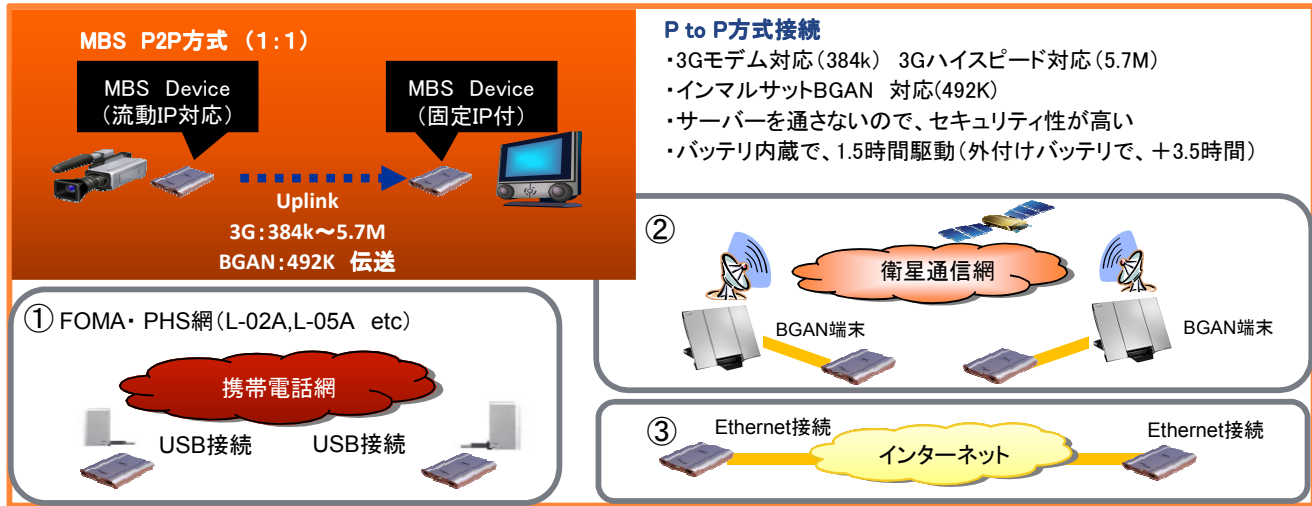 MBS P2P方式 (1:1)
MBS Device
(流動IP対応)
MBS Device
(固定IP付)
Uplink
3G:384k～5.7M
BGAN:492K 伝送
P to P方式接続
・3Gモデム対応(384k) 3Gハイスピード対応(5.7M)
・インマルサットBGAN 対応(492K)
・サーバーを通さないので、セキュリティ性が高い
・バッテリ内蔵で、1.5時間駆動(外付けバッテリで、＋3.5時間)
① FOMA・ PHS網(L-02A,L-05A etc)
携帯電話網
USB接続 USB接続
②
衛星通信網
BGAN端末 BGAN端末
③
Ethernet接続 Ethernet接続
インターネット